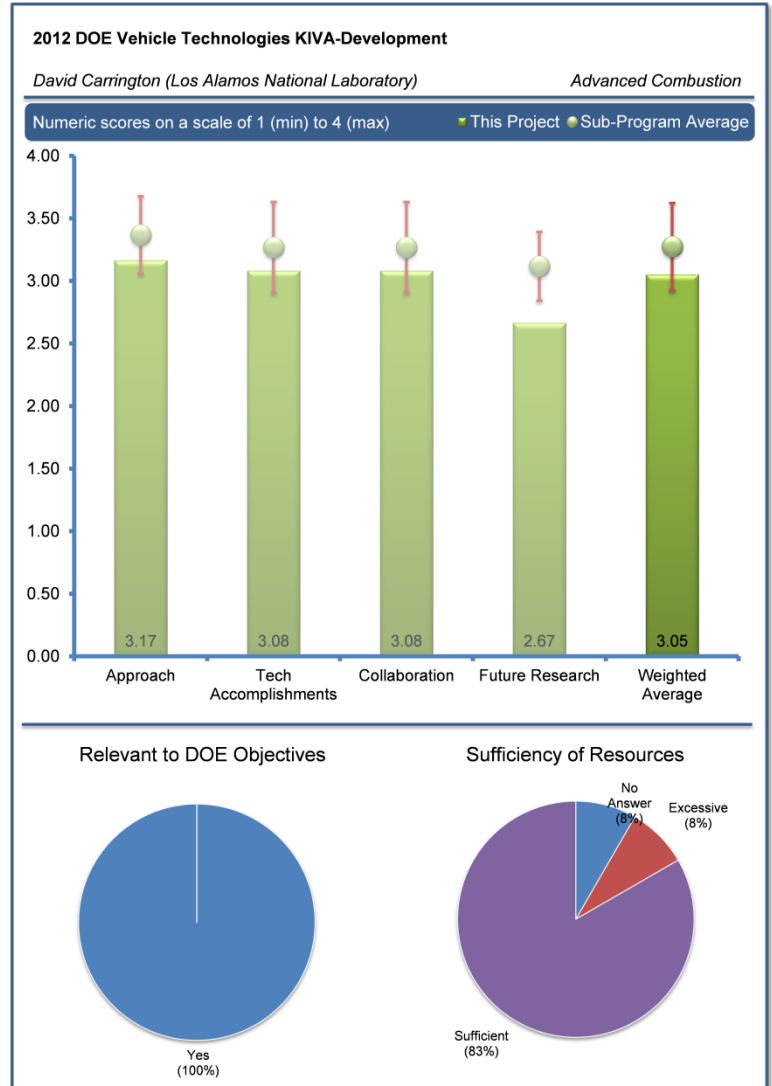 2012 DOE Vehicle Technologies KIVA-Development
David Carrington (Los Alamos National Laboratory) Advanced Combustion
Numeric scores on a scale of 1 (min) to 4 (max) This Project Sub-Program Average
4.00
3.50
3.00
2.50
2.00
1.50
1.00
0.50
0.00
3.17 3.08 3.08 2.67 3.05
Approach Tech Accomplishments Collaboration Future Research Weighted Average
Relevant to DOE Objectives
Yes
(100%)
Sufficiency of Resources
No
Answer
(8%)
Excessive
(8%)
Sufficient
(83%)